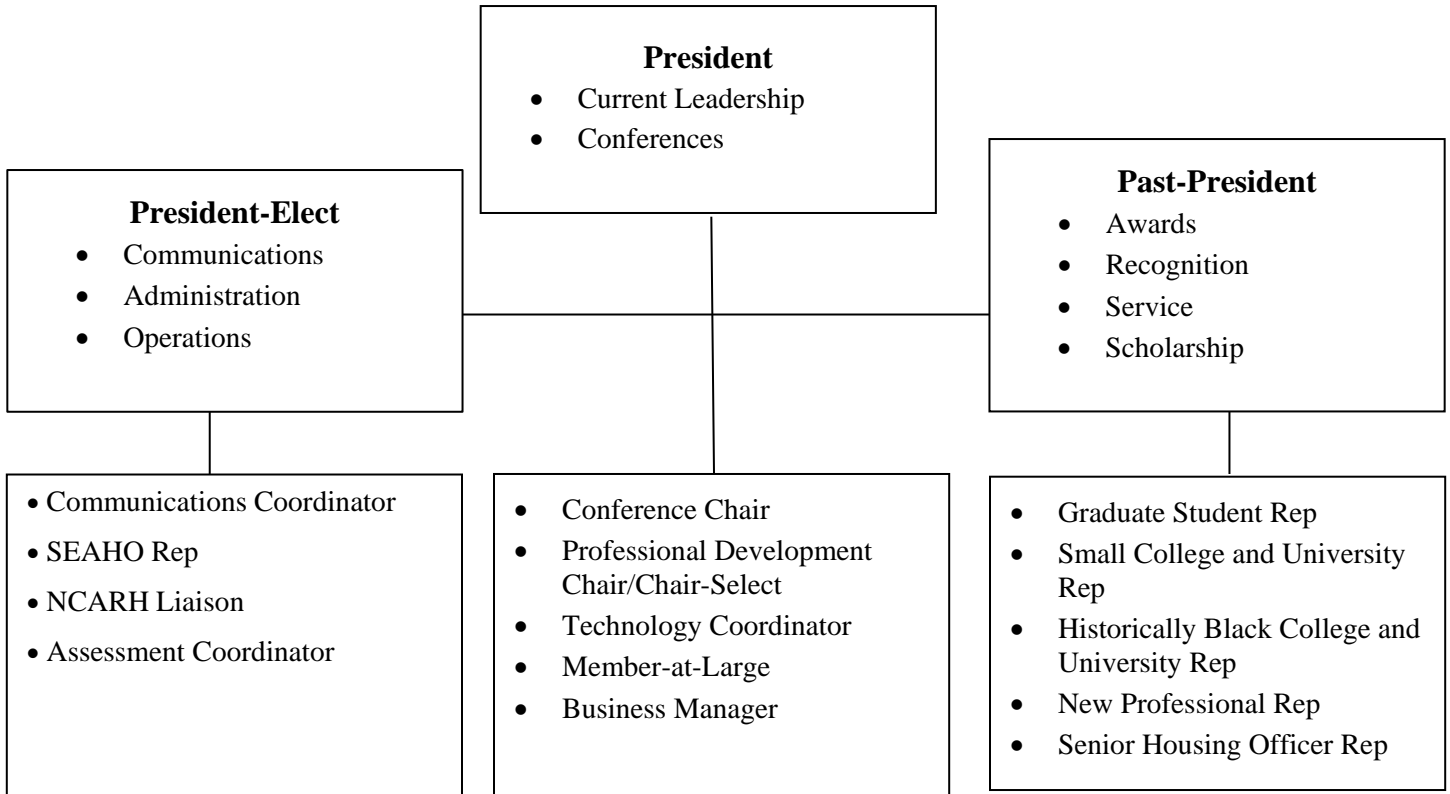 President
• Current Leadership
• Conferences
President-Elect
• Communications
• Administration
• Operations
Past-President
• Awards
• Recognition
• Service
• Scholarship
• Communications Coordinator
• SEAHO Rep
• NCARH Liaison
• Assessment Coordinator
• Conference Chair
• Professional Development
Chair/Chair-Select
• Technology Coordinator
• Member-at-Large
• Business Manager
• Graduate Student Rep
• Small College and University
Rep
• Historically Black College and
University Rep
• New Professional Rep
• Senior Housing Officer Rep